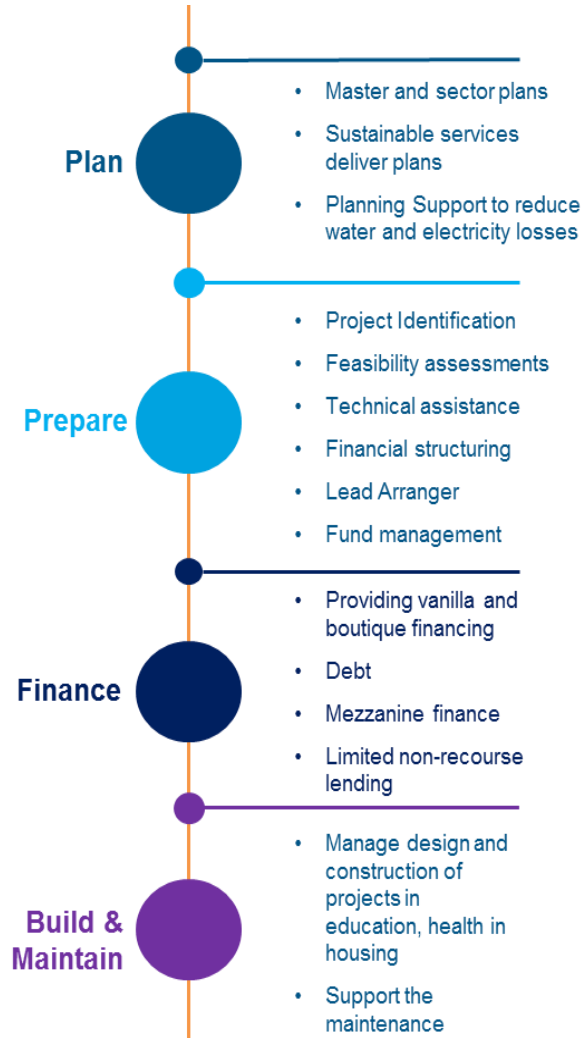 Plan
• Master and sector plans
• Sustainable services
deliver plans
• Planning Support to reduce
water and electricity losses
Prepare
• Project Identification
• Feasibility assessments
• Technical assistance
• Financial structuring
• Lead Arranger
• Fund management
Finance
• Providing vanilla and
boutique financing
• Debt
• Mezzanine finance
• Limited non-recourse
lending
Build &
Maintain
• Manage design and
construction of
projects in
education, health in
housing
• Support the
maintenance